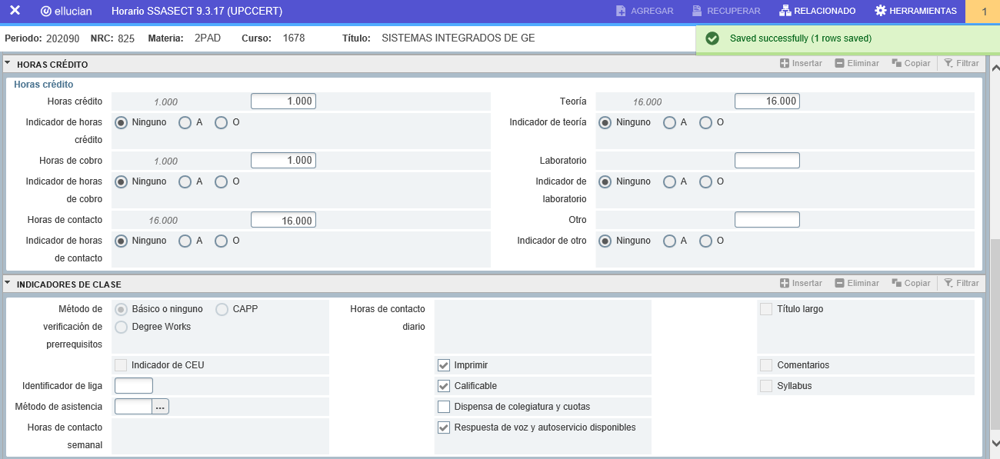 ellucian Horario SSASECT 9.3.17 (UPCCERT) AGREGAR RECUPERAR RELACIONADO HERRAMIENTAS 1
Periodo: 202090 NRC: 825 Materia: 2PAD Curso: 1678 Título: SISTEMAS INTEGRADOS DE GE
Saved successfully (1 rows saved)
HORAS CRÉDITO Insertar Eliminar Copiar Filtrar
Horas crédito
Horas crédito 1.000 1.000 Teoría 16.000 16.000
Indicador de horas Ninguno A O Indicador de teoría Ninguno A O
crédito
Horas de cobro 1.000 1.000 Laboratorio
Indicador de horas Ninguno A O Indicador de Ninguno A O
de cobro laboratorio
Horas de contacto 16.000 16.000 Otro
Indicador de horas Ninguno A O Indicador de otro Ninguno A O
de contacto
INDICADORES DE CLASE Insertar Eliminar Copiar Filtrar
Método de Básico o ninguno CAPP Horas de contacto Título largo
verificación de Degree Works diario
prerrequisitos
Indicador de CEU Imprimir Comentarios
Identificador de liga Calificable Syllabus
Método de asistencia ... Dispensa de colegiatura y cuotas
Horas de contacto Respuesta de voz y autoservicio disponibles
semanal